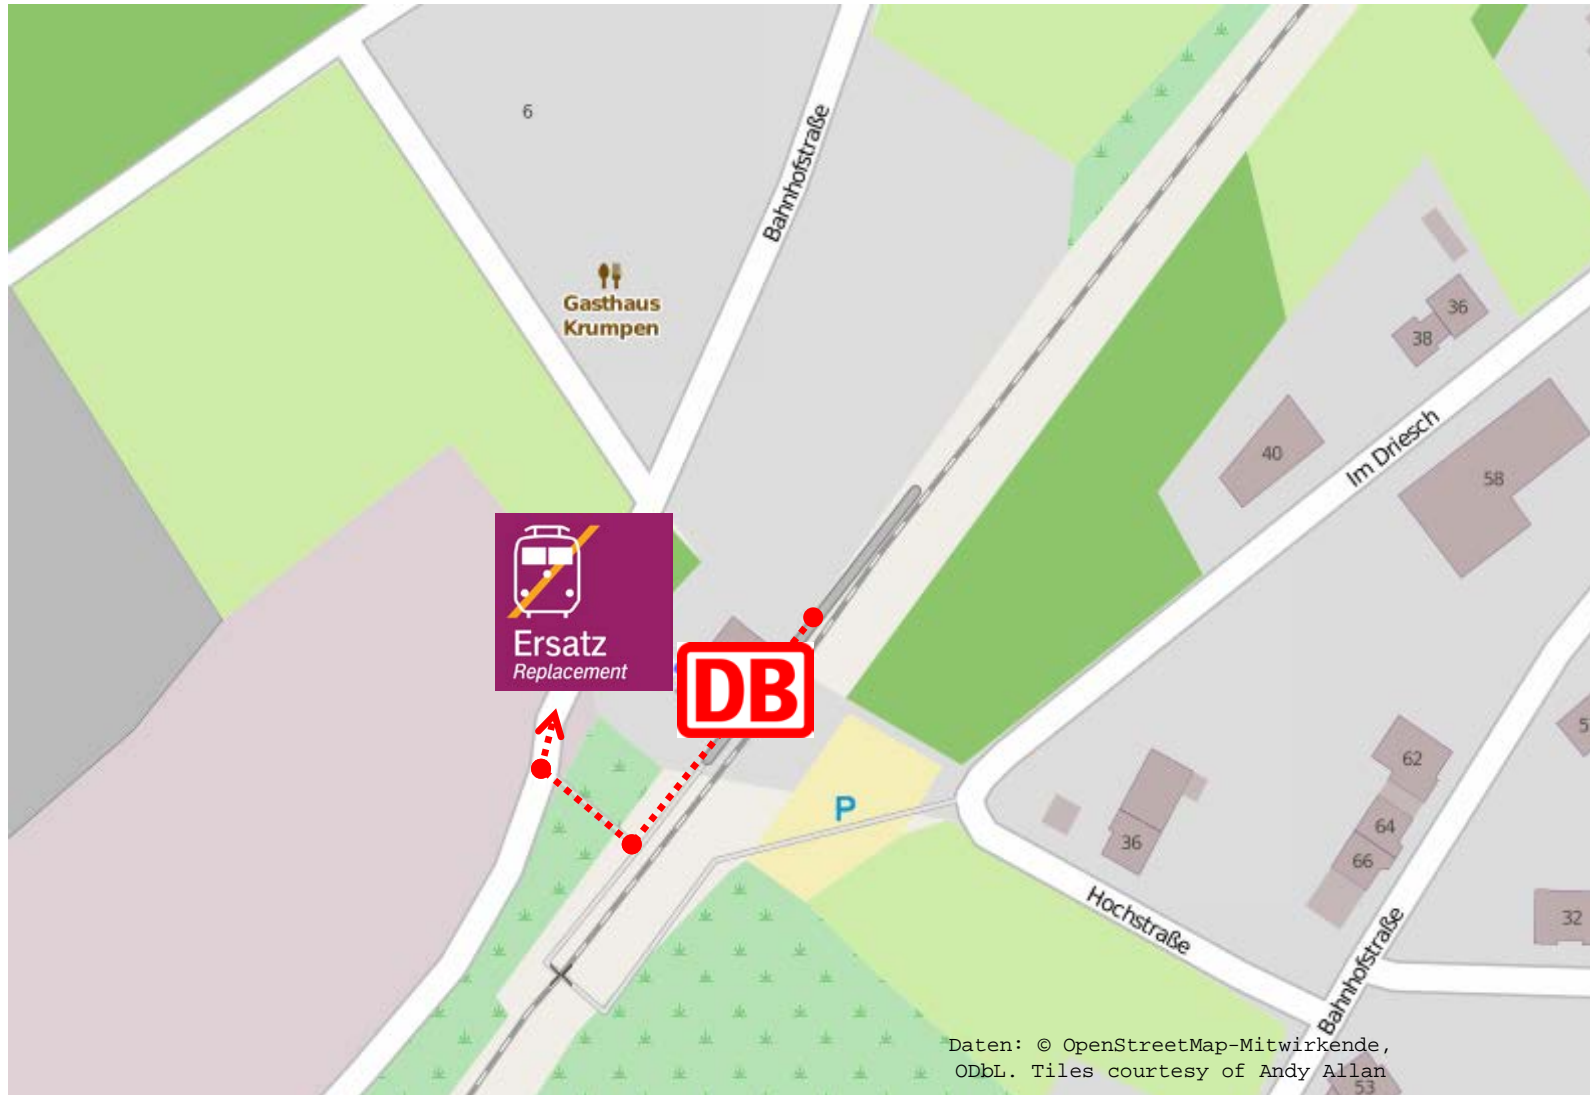 6
Bahnhofstraße
Gasthaus
Krumpen
36
38
40
Im Driesch
58
Ersatz
Replacement
DB
P
62
64
66
36
Hochstraße
32
Bahnhofstraße
Daten: © OpenStreetMap-Mitwirkende,
ODbL. Tiles courtesy of Andy Allan
53